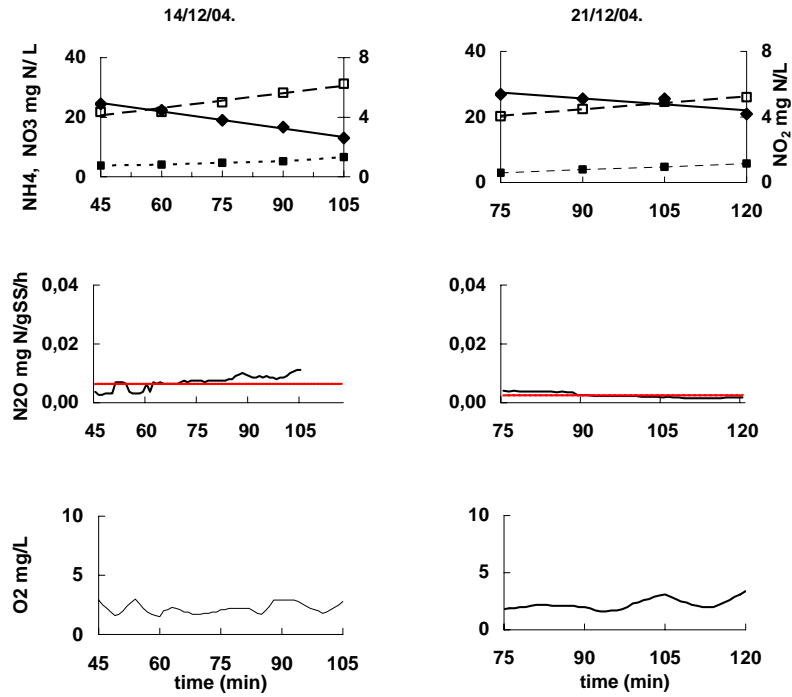 14/12/04. 21/12/04.
NH4, NO3 mg N/ L
40 8 40 8
20 4 20 4
0 0 0 0
45 60 75 90 105 75 90 105 120
NO2 mg N/L
N2O mg N/gSS/h
0,04 0,04
0,02 0,02
0,00 0,00
45 60 75 90 105 75 90 105 120
O2 mg/L
10 10
5 5
0 0
45 60 75 90 105 75 90 105 120
time (min) time (min)